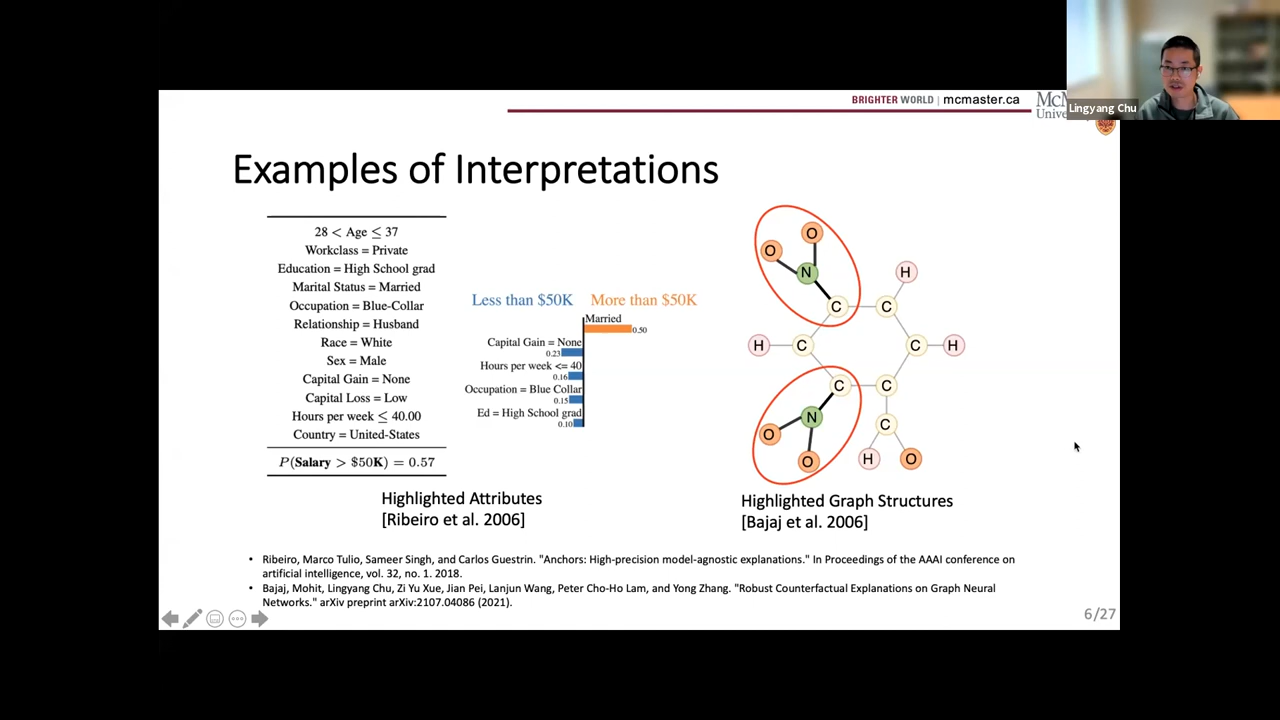 BRIGHTER WORLD | mcmaster.ca
Lingyang Chu
Examples of Interpretations
28 < Age ≤ 37
Workclass = Private
Education = High School grad
Marital Status = Married
Occupation = Blue-Collar
Relationship = Husband
Race = White
Sex = Male
Capital Gain = None
Capital Loss = Low
Hours per week ≤ 40.00
Country = United-States
P(Salary > $50K) = 0.57
Less than $50K More than $50K
Married
0.50
Capital Gain = None
0.23
Hours per week <= 40
0.16
Occupation = Blue Collar
0.15
Ed = High School grad
0.10
Highlighted Attributes
[Ribeiro et al. 2006]
O
O
N
H
C
C
H
C
C
H
C
C
N
C
O
O
H
O
Highlighted Graph Structures
[Bajaj et al. 2006]
• Ribeiro, Marco Tulio, Sameer Singh, and Carlos Guestrin. "Anchors: High-precision model-agnostic explanations." In Proceedings of the AAAI conference on
artificial intelligence, vol. 32, no. 1. 2018.
• Bajaj, Mohit, Lingyang Chu, Zi Yu Xue, Jian Pei, Lanjun Wang, Peter Cho-Ho Lam, and Yong Zhang. "Robust Counterfactual Explanations on Graph Neural
Networks." arXiv preprint arXiv:2107.04086 (2021).
6/27